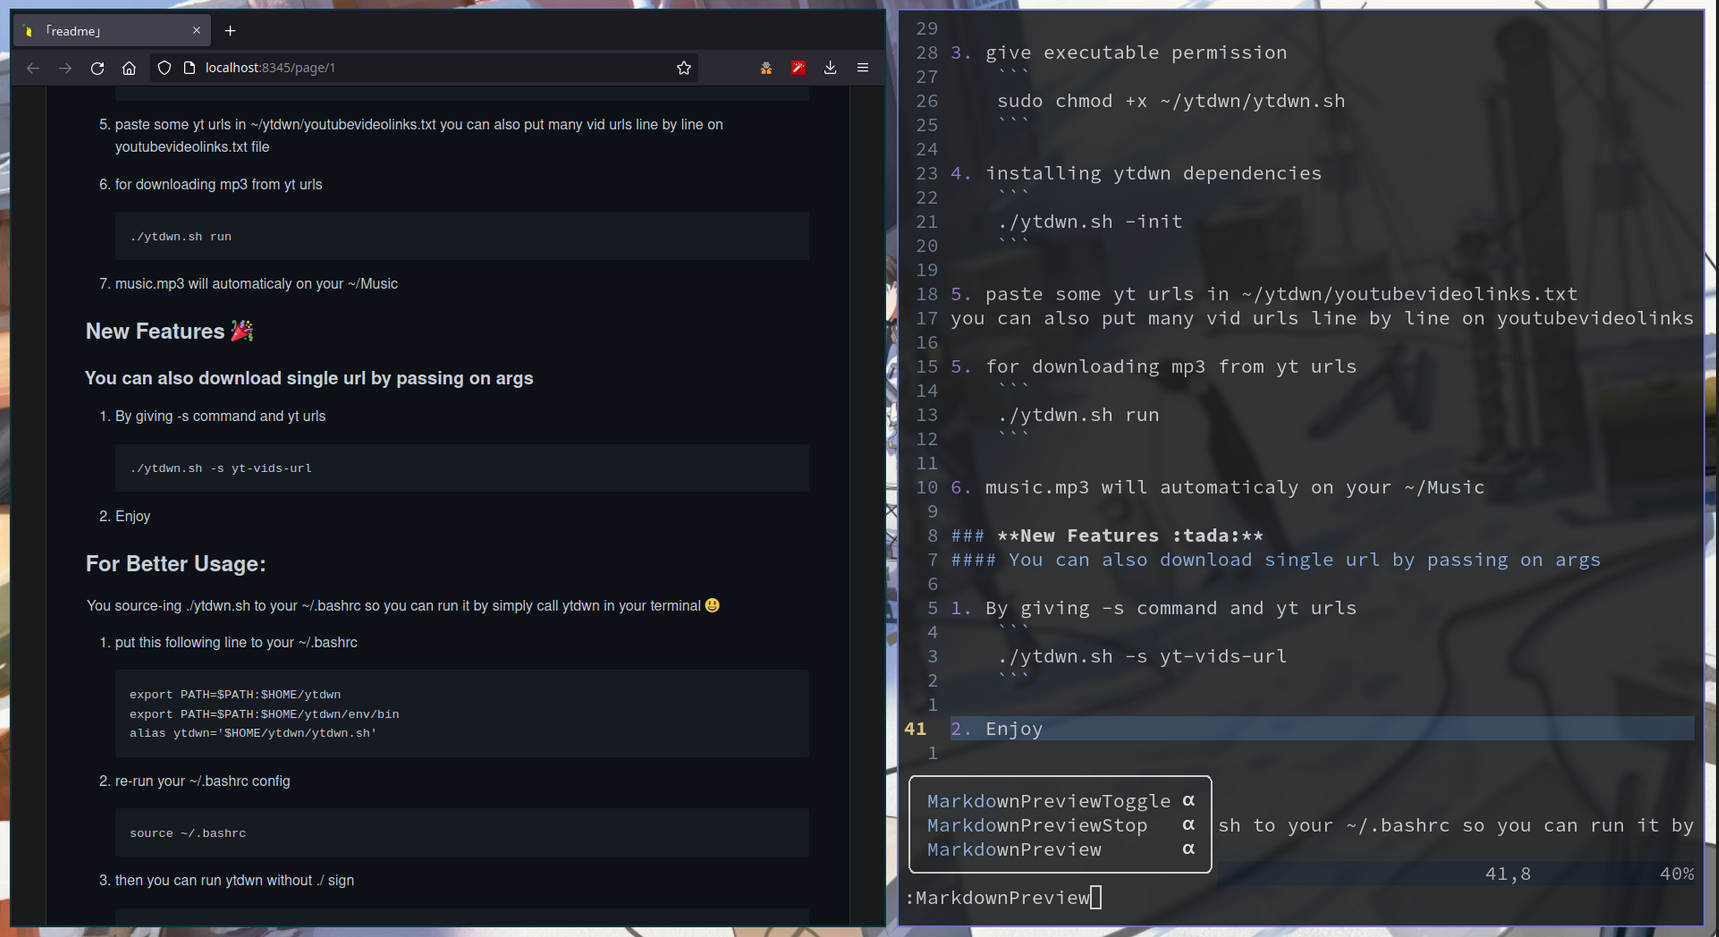 「readme」
localhost:8345/page/1
5. paste some yt urls in ~/ytdwn/youtubevideolinks.txt you can also put many vid urls line by line on
youtubevideolinks.txt file
6. for downloading mp3 from yt urls
./ytdwn.sh run
7. music.mp3 will automaticaly on your ~/Music
New Features 🎉
You can also download single url by passing on args
1. By giving -s command and yt urls
./ytdwn.sh -s yt-vids-url
2. Enjoy
For Better Usage:
You source-ing ./ytdwn.sh to your ~/.bashrc so you can run it by simply call ytdwn in your terminal 😃
1. put this following line to your ~/.bashrc
export PATH=$PATH:$HOME/ytdwn
export PATH=$PATH:$HOME/ytdwn/env/bin
alias ytdwn='$HOME/ytdwn/ytdwn.sh'
2. re-run your ~/.bashrc config
source ~/.bashrc
3. then you can run ytdwn without ./ sign
29
28 3. give executable permission
27 ```
26 sudo chmod +x ~/ytdwn/ytdwn.sh
25 ```
24
23 4. installing ytdwn dependencies
22 ```
21 ./ytdwn.sh -init
20 ```
19
18 5. paste some yt urls in ~/ytdwn/youtubevideolinks.txt
17 you can also put many vid urls line by line on youtubevideolinks
16
15 5. for downloading mp3 from yt urls
14 ```
13 ./ytdwn.sh run
12 ```
11
10 6. music.mp3 will automaticaly on your ~/Music
9
8 ### **New Features :tada:**
7 #### You can also download single url by passing on args
6
5 1. By giving -s command and yt urls
4 ```
3 ./ytdwn.sh -s yt-vids-url
2 ```
1
41 2. Enjoy
1
MarkdownPreviewToggle α
MarkdownPreviewStop α sh to your ~/.bashrc so you can run it by
MarkdownPreview α
41,8 40%
:MarkdownPreview